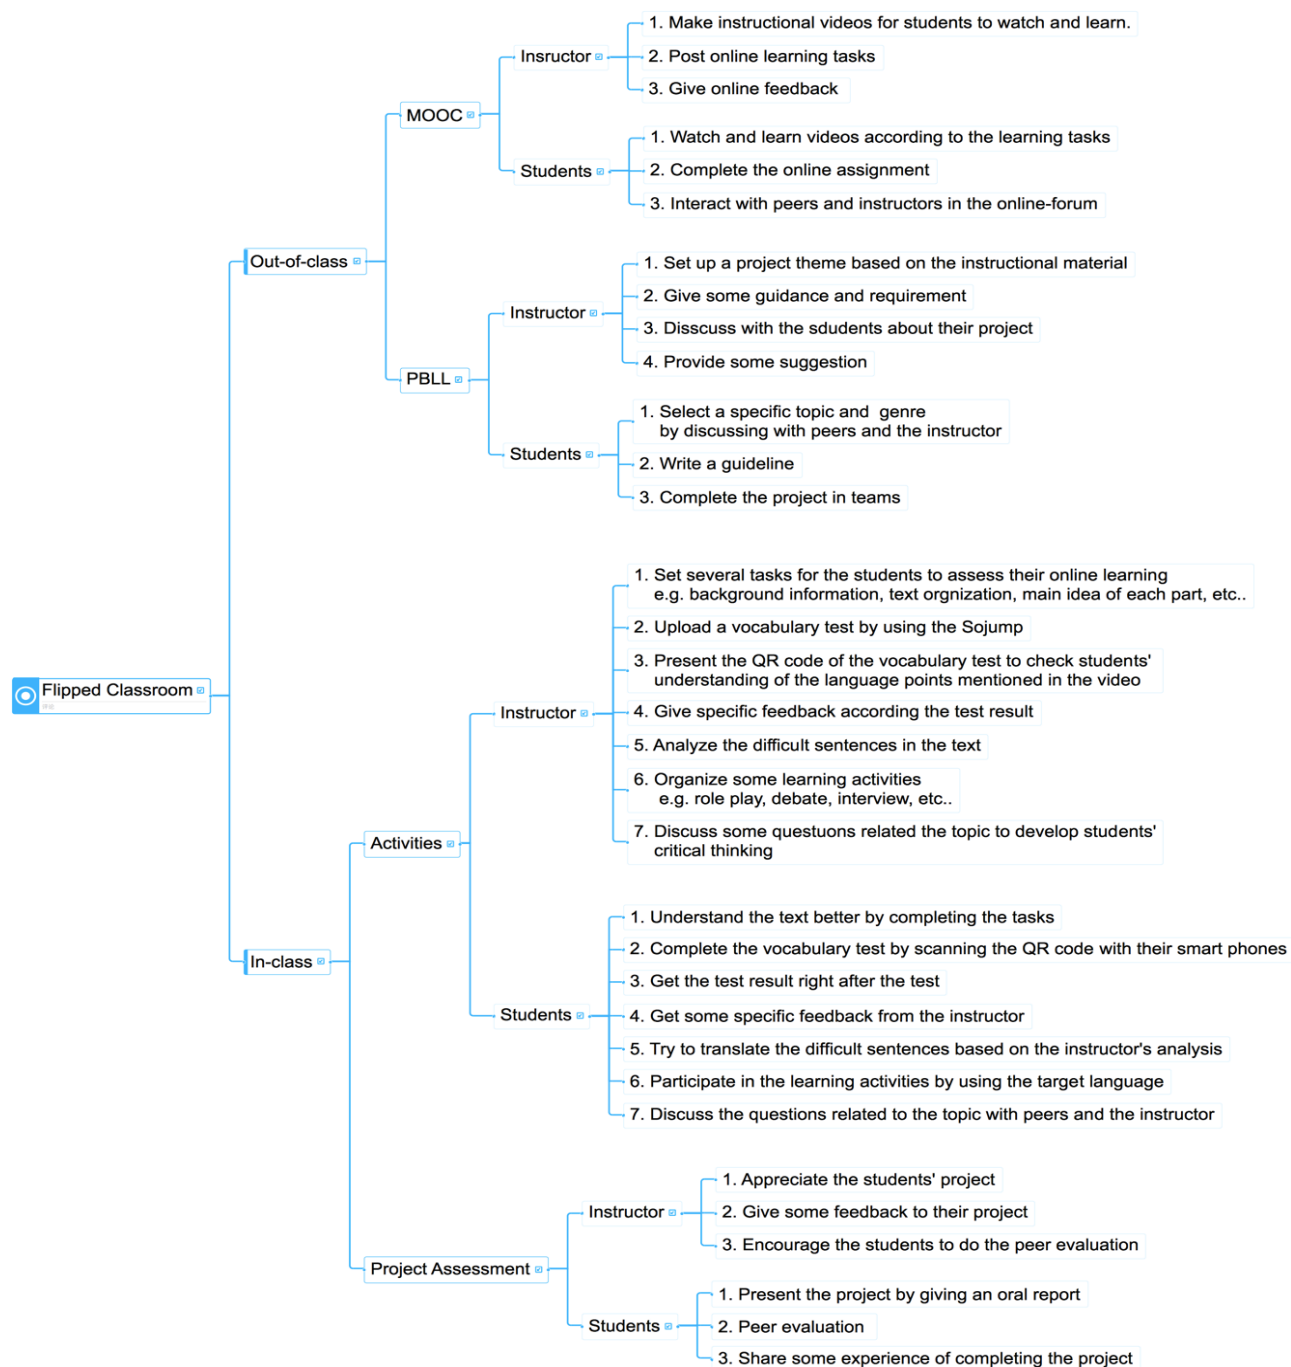 Flipped Classroom
Out-of-class
MOOC
Insructor
1. Make instructional videos for students to watch and learn.
2. Post online learning tasks
3. Give online feedback
Students
1. Watch and learn videos according to the learning tasks
2. Complete the online assignment
3. Interact with peers and instructors in the online-forum
PBLL
Instructor
1. Set up a project theme based on the instructional material
2. Give some guidance and requirement
3. Disscuss with the sdudents about their project
4. Provide some suggestion
Students
1. Select a specific topic and genre
by discussing with peers and the instructor
2. Write a guideline
3. Complete the project in teams
In-class
Activities
Instructor
1. Set several tasks for the students to assess their online learning
e.g. background information, text orgnization, main idea of each part, etc..
2. Upload a vocabulary test by using the Sojump
3. Present the QR code of the vocabulary test to check students'
understanding of the language points mentioned in the video
4. Give specific feedback according the test result
5. Analyze the difficult sentences in the text
6. Organize some learning activities
e.g. role play, debate, interview, etc..
7. Discuss some questuons related the topic to develop students'
critical thinking
Students
1. Understand the text better by completing the tasks
2. Complete the vocabulary test by scanning the QR code with their smart phones
3. Get the test result right after the test
4. Get some specific feedback from the instructor
5. Try to translate the difficult sentences based on the instructor's analysis
6. Participate in the learning activities by using the target language
7. Discuss the questions related to the topic with peers and the instructor
Project Assessment
Instructor
1. Appreciate the students' project
2. Give some feedback to their project
3. Encourage the students to do the peer evaluation
Students
1. Present the project by giving an oral report
2. Peer evaluation
3. Share some experience of completing the project